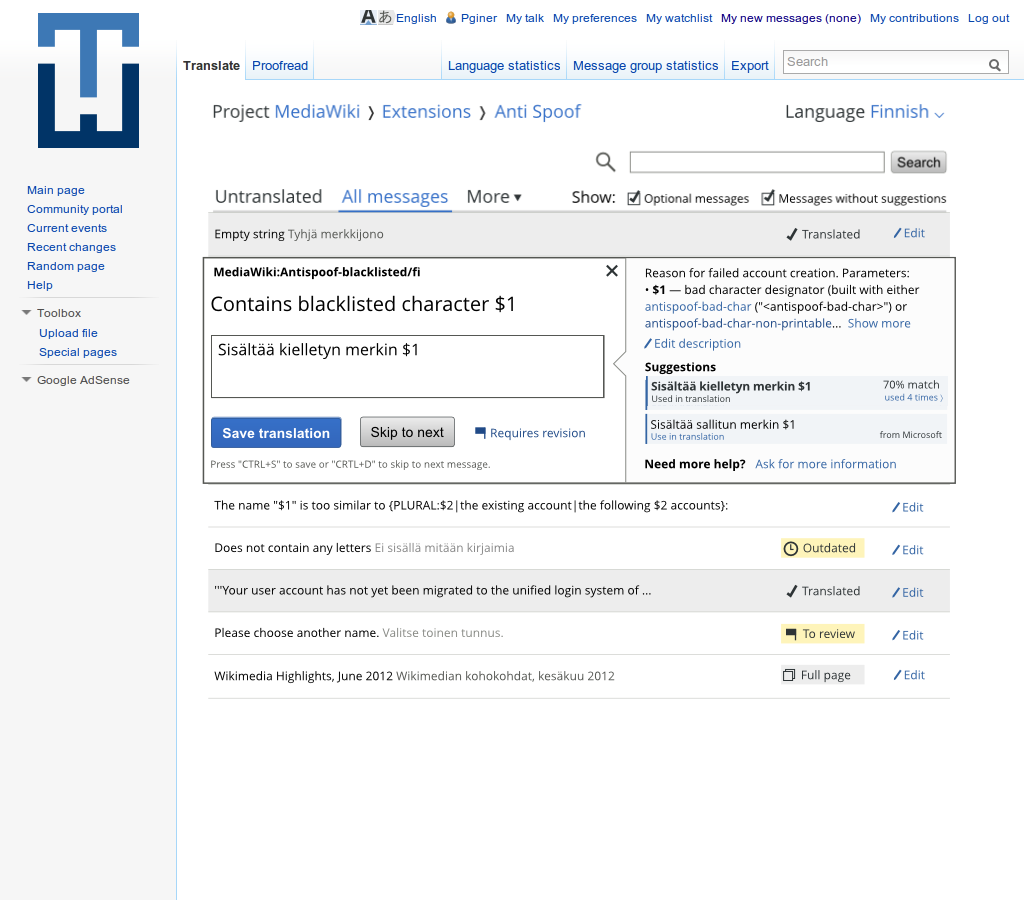 English Pginer My talk My preferences My watchlist My new messages (none) My contributions Log out
Translate Proofread Language statistics Message group statistics Export Search
Project MediaWiki ❭ Extensions ❭ Anti Spoof Language Finnish
Search
Main page
Community portal
Current events
Recent changes
Random page
Help
Toolbox
Upload file
Special pages
Google AdSense
Untranslated All messages More ▾ Show: Optional messages Messages without suggestions
Empty string Tyhjä merkkijono Translated Edit
MediaWiki:Antispoof-blacklisted/fi
Contains blacklisted character $1
Sisältää kielletyn merkin $1
Save translation Skip to next Requires revision
Press "CTRL+S" to save or "CRTL+D" to skip to next message.
Reason for failed account creation. Parameters:
• $1 — bad character designator (built with either
antispoof-bad-char ("<antispoof-bad-char>") or
antispoof-bad-char-non-printable... Show more
Edit description
Suggestions
Sisältää kielletyn merkin $1 70% match
Used in translation used 4 times ⟩
Sisältää sallitun merkin $1
Use in translation from Microsoft
Need more help? Ask for more information
The name "$1" is too similar to {PLURAL:$2|the existing account|the following $2 accounts}: Edit
Does not contain any letters Ei sisällä mitään kirjaimia Outdated Edit
'''Your user account has not yet been migrated to the unified login system of ... Translated Edit
Please choose another name. Valitse toinen tunnus. To review Edit
Wikimedia Highlights, June 2012 Wikimedian kohokohdat, kesäkuu 2012 Full page Edit